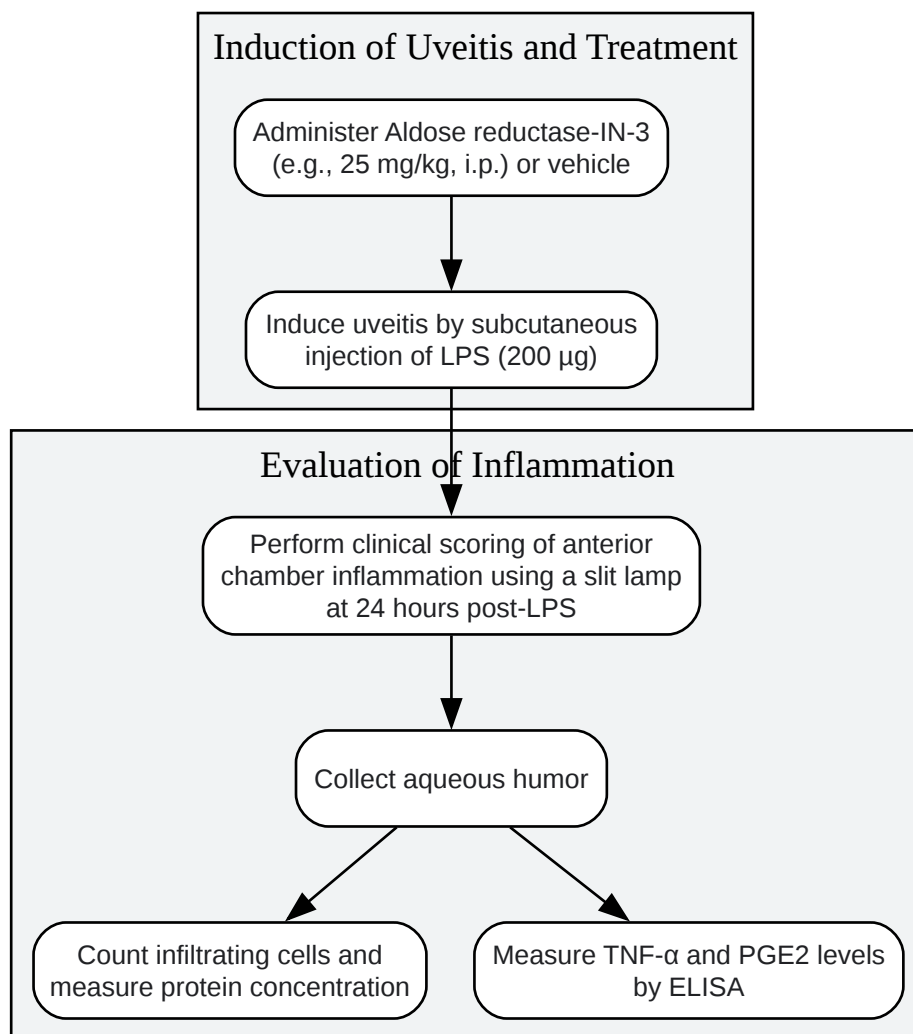 Induction of Uveitis and Treatment
Administer Aldose reductase-IN-3
(e.g., 25 mg/kg, i.p.) or vehicle
Induce uveitis by subcutaneous
injection of LPS (200 µg)
Evaluation of Inflammation
Perform clinical scoring of anterior
chamber inflammation using a slit lamp
at 24 hours post-LPS
Collect aqueous humor
Count infiltrating cells and
measure protein concentration
Measure TNF-α and PGE2 levels
by ELISA